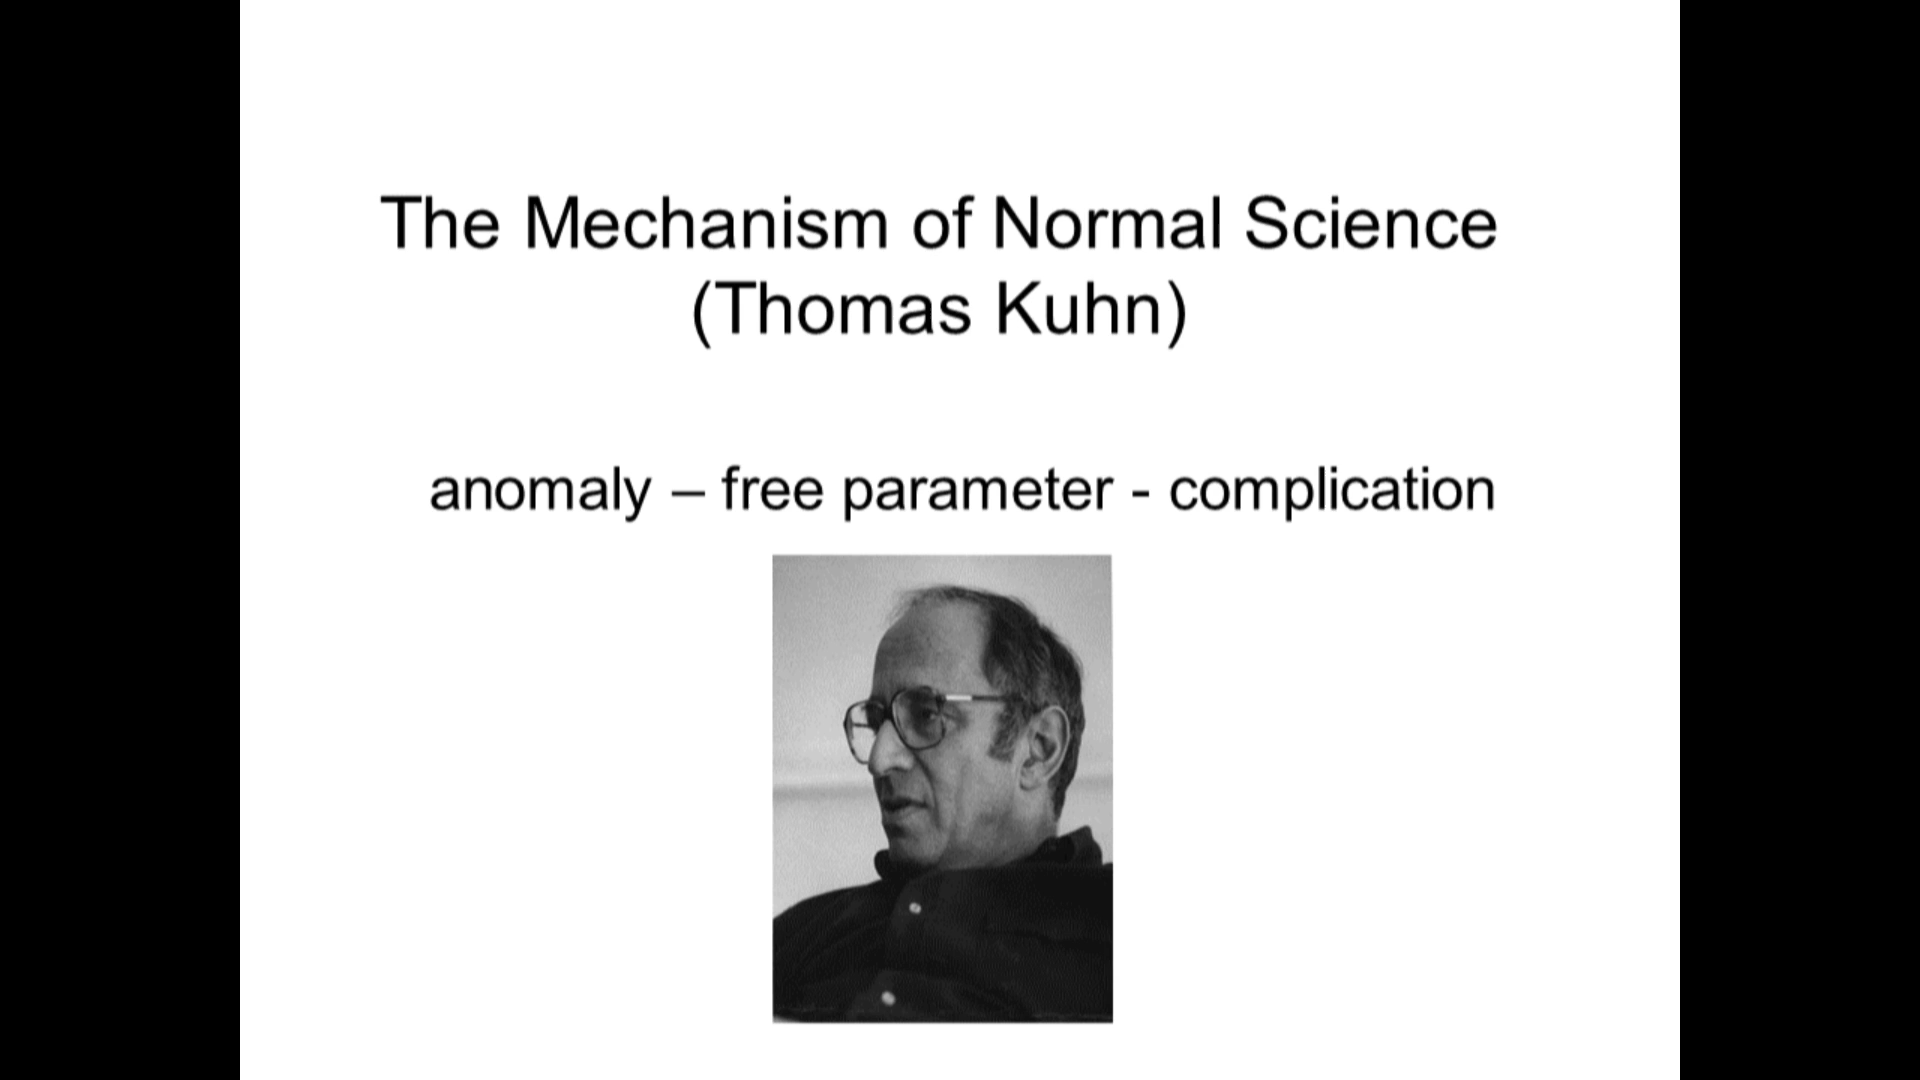 The Mechanism of Normal Science
(Thomas Kuhn)
anomaly – free parameter - complication